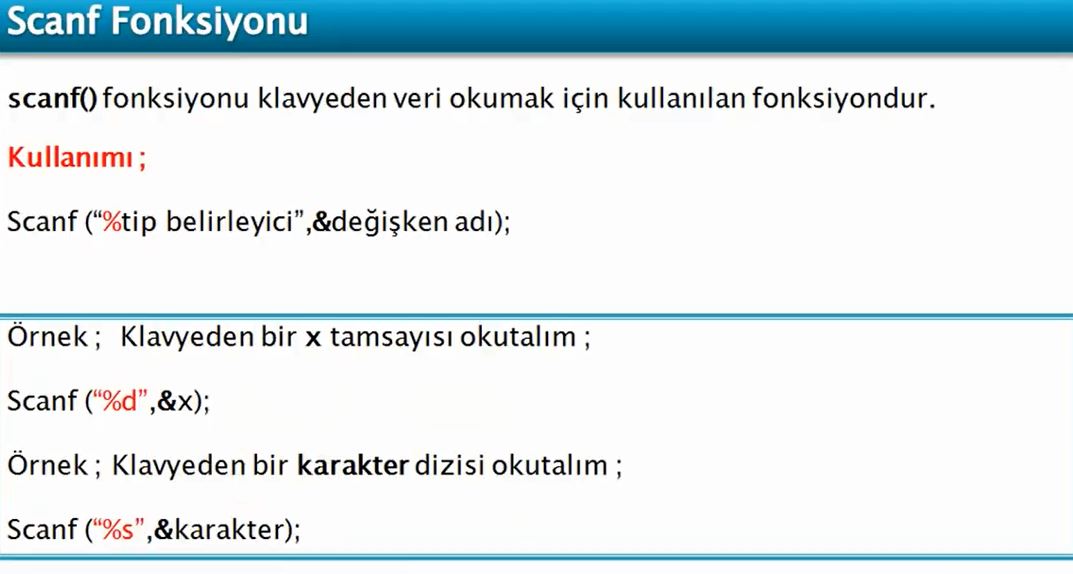 Scanf Fonksiyonu
scanf() fonksiyonu klavyeden veri okumak için kullanılan fonksiyondur.
Kullanımı ;
Scanf (“%tip belirleyici”,&değişken adı);
Örnek ; Klavyeden bir x tamsayısı okutalım ;
Scanf (“%d”,&x);
Örnek ; Klavyeden bir karakter dizisi okutalım ;
Scanf (“%s”,&karakter);